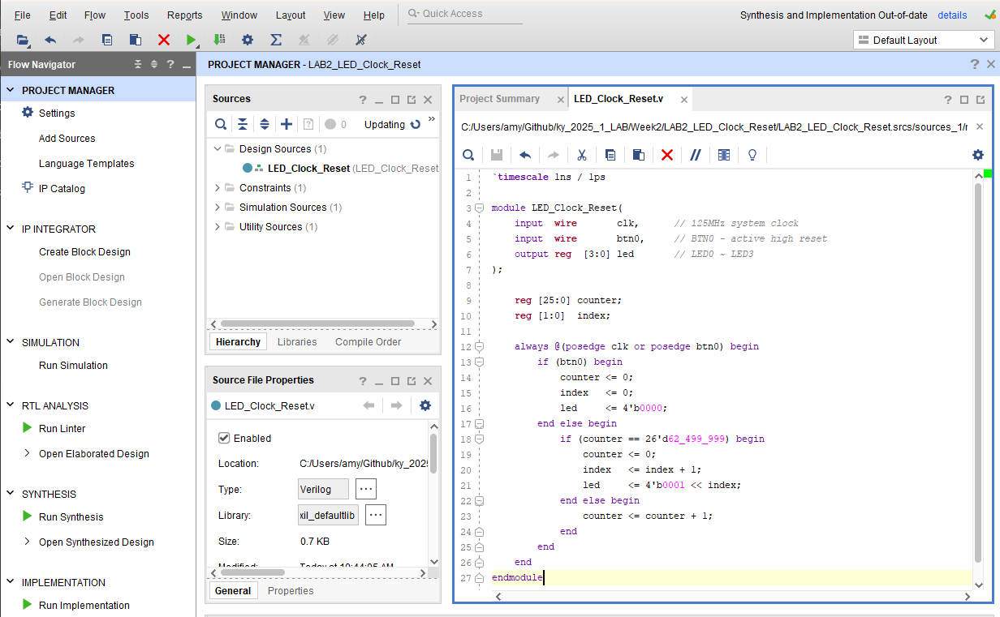 File Edit Flow Tools Reports Window Layout View Help Quick Access Synthesis and Implementation Out-of-date details
Default Layout
Flow Navigator
PROJECT MANAGER
Settings
Add Sources
Language Templates
IP Catalog
IP INTEGRATOR
Create Block Design
Open Block Design
Generate Block Design
SIMULATION
Run Simulation
RTL ANALYSIS
Run Linter
Open Elaborated Design
SYNTHESIS
Run Synthesis
Open Synthesized Design
IMPLEMENTATION
Run Implementation
PROJECT MANAGER - LAB2_LED_Clock_Reset
Sources
0 Updating
Design Sources (1)
LED_Clock_Reset (LED_Clock_Reset
Constraints (1)
Simulation Sources (1)
Utility Sources (1)
Hierarchy Libraries Compile Order
Source File Properties
LED_Clock_Reset.v
Enabled
Location: C:/Users/amy/Github/ky_2025
Type: Verilog ...
Library: xil_defaultlib ...
Size: 0.7 KB
Modified: Today at 10:44:05 AM
General Properties
Project Summary LED_Clock_Reset.v
C:/Users/amy/Github/ky_2025_1_LAB/Week2/LAB2_LED_Clock_Reset/LAB2_LED_Clock_Reset.srcs/sources_1/
1 `timescale 1ns / 1ps
2
3 module LED_Clock_Reset(
4 input wire clk, // 125MHz system clock
5 input wire btn0, // BTN0 - active high reset
6 output reg [3:0] led // LED0 ~ LED3
7 );
8
9 reg [25:0] counter;
10 reg [1:0] index;
11
12 always @(posedge clk or posedge btn0) begin
13 if (btn0) begin
14 counter <= 0;
15 index <= 0;
16 led <= 4'b0000;
17 end else begin
18 if (counter == 26'd62_499_999) begin
19 counter <= 0;
20 index <= index + 1;
21 led <= 4'b0001 << index;
22 end else begin
23 counter <= counter + 1;
24 end
25 end
26 end
27 endmodule